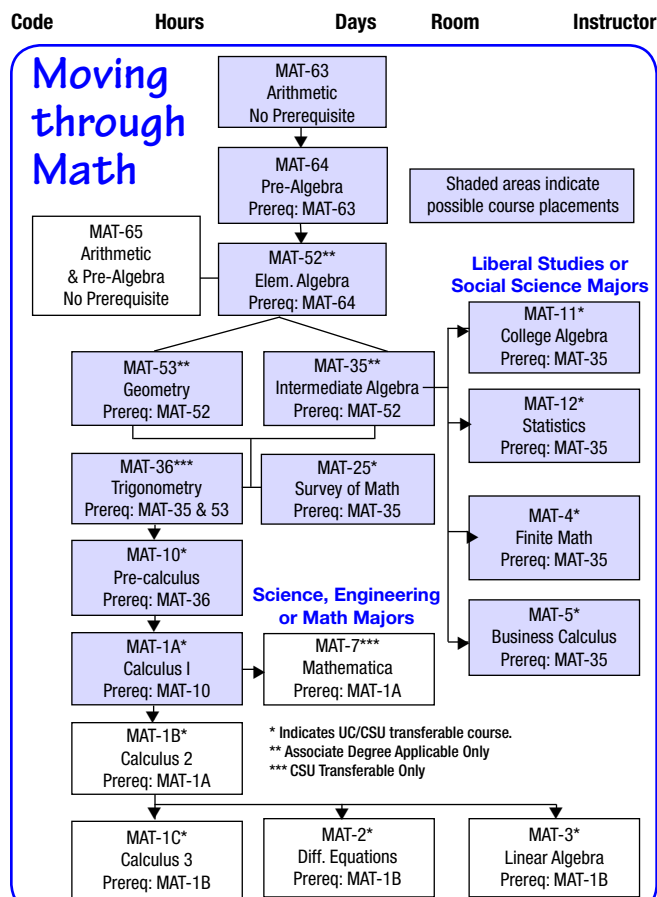 Code Hours Days Room Instructor
Moving
through
Math
MAT-63
Arithmetic
No Prerequisite
MAT-64
Pre-Algebra
Prereq: MAT-63
Shaded areas indicate
possible course placements
MAT-65
Arithmetic
& Pre-Algebra
No Prerequisite
MAT-52**
Elem. Algebra
Prereq: MAT-64
Liberal Studies or
Social Science Majors
MAT-11*
College Algebra
Prereq: MAT-35
MAT-53**
Geometry
Prereq: MAT-52
MAT-35**
Intermediate Algebra
Prereq: MAT-52
MAT-12*
Statistics
Prereq: MAT-35
MAT-36***
Trigonometry
Prereq: MAT-35 & 53
MAT-25*
Survey of Math
Prereq: MAT-35
MAT-4*
Finite Math
Prereq: MAT-35
MAT-10*
Pre-calculus
Prereq: MAT-36
Science, Engineering
or Math Majors
MAT-5*
Business Calculus
Prereq: MAT-35
MAT-1A*
Calculus I
Prereq: MAT-10
MAT-7***
Mathematica
Prereq: MAT-1A
MAT-1B*
Calculus 2
Prereq: MAT-1A
* Indicates UC/CSU transferable course.
** Associate Degree Applicable Only
*** CSU Transferable Only
MAT-1C*
Calculus 3
Prereq: MAT-1B
MAT-2*
Diff. Equations
Prereq: MAT-1B
MAT-3*
Linear Algebra
Prereq: MAT-1B